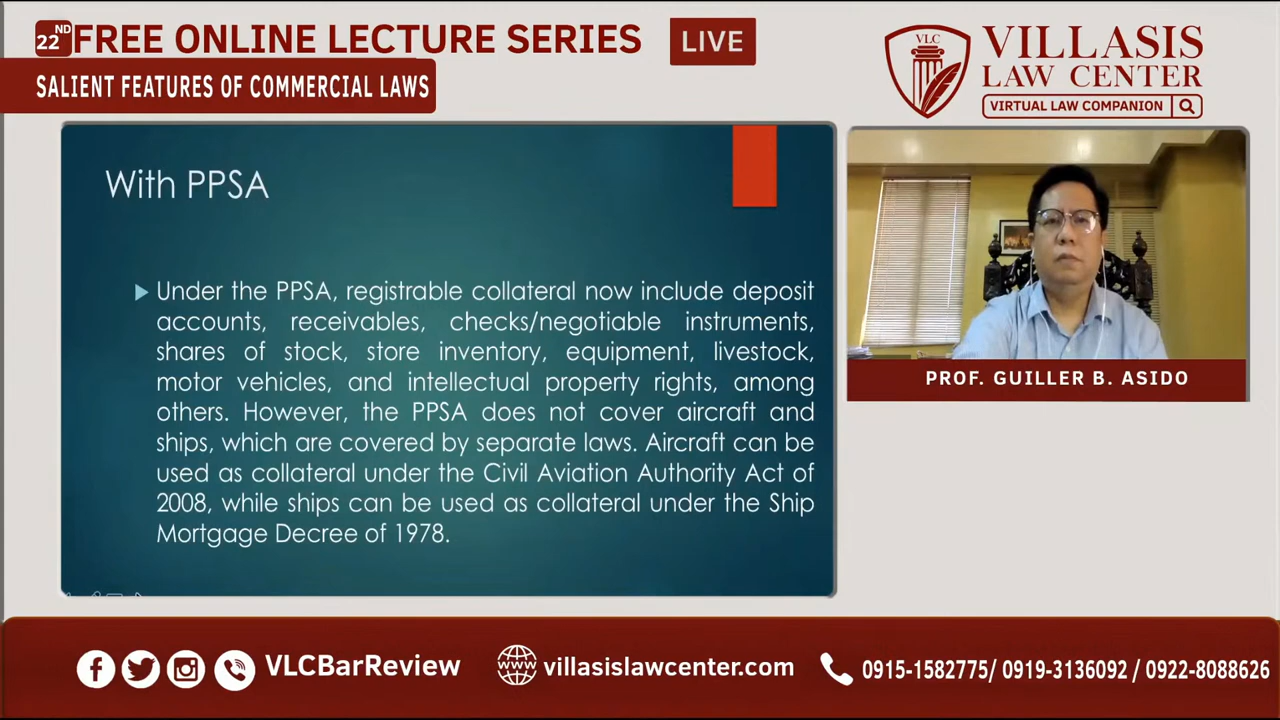 22ND FREE ONLINE LECTURE SERIES
LIVE
SALIENT FEATURES OF COMMERCIAL LAWS
VLC
VILLASIS
LAW CENTER
VIRTUAL LAW COMPANION
With PPSA
Under the PPSA, registrable collateral now include deposit
accounts, receivables, checks/negotiable instruments,
shares of stock, store inventory, equipment, livestock,
motor vehicles, and intellectual property rights, among
others. However, the PPSA does not cover aircraft and
ships, which are covered by separate laws. Aircraft can be
used as collateral under the Civil Aviation Authority Act of
2008, while ships can be used as collateral under the Ship
Mortgage Decree of 1978.
PROF. GUILLER B. ASIDO
VLCBarReview
www
villasislawcenter.com
0915-1582775/ 0919-3136092 / 0922-8088626